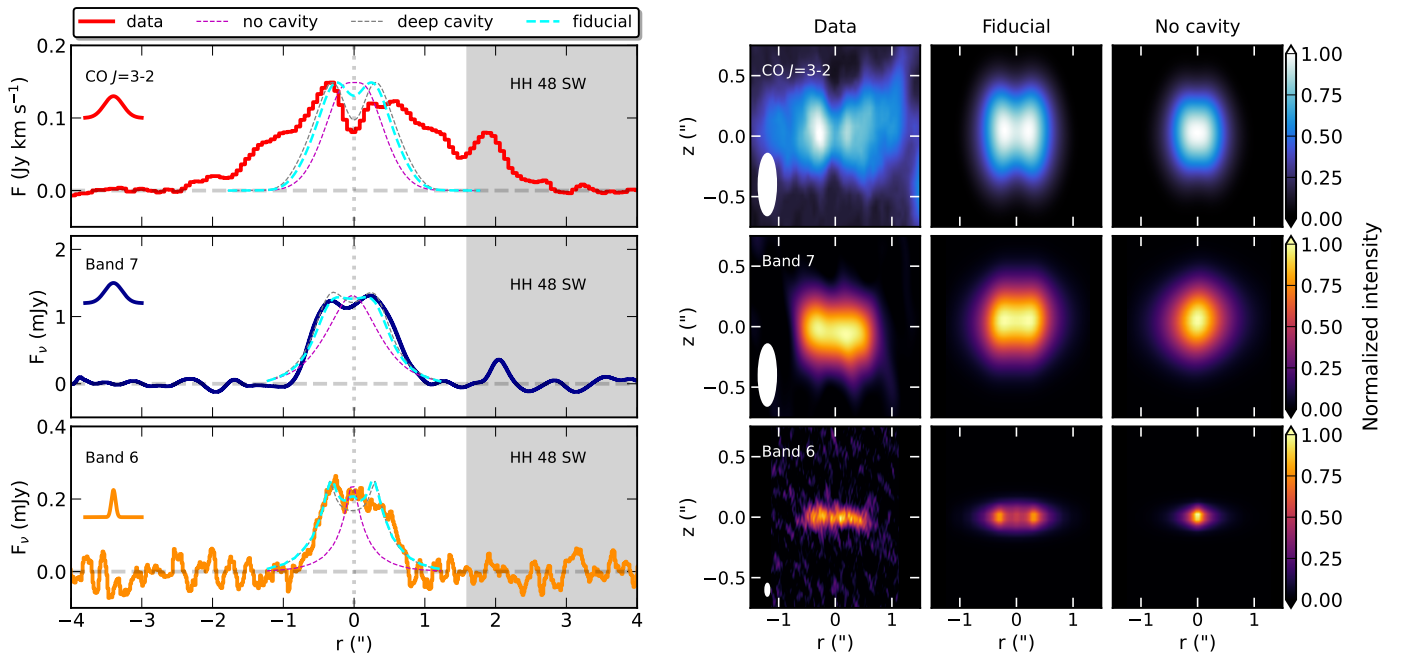 data no cavity deep cavity fiducial
CO J=3-2
HH 48 SW
F (Jy km s⁻¹)
0.2
0.1
0.0
Band 7
HH 48 SW
Fν (mJy)
2
1
0
Band 6
HH 48 SW
Fν (mJy)
0.4
0.2
0.0
−4 −3 −2 −1 0 1 2 3 4
r (")
Data Fiducial No cavity
CO J=3-2
z (")
0.5
0.0
−0.5
1.00
0.75
0.50
0.25
0.00
Band 7
z (")
0.5
0.0
−0.5
1.00
0.75
0.50
0.25
0.00
Band 6
z (")
0.5
0.0
−0.5
1.00
0.75
0.50
0.25
0.00
−1 0 1 −1 0 1 −1 0 1
r (") r (") r (")
Normalized intensity